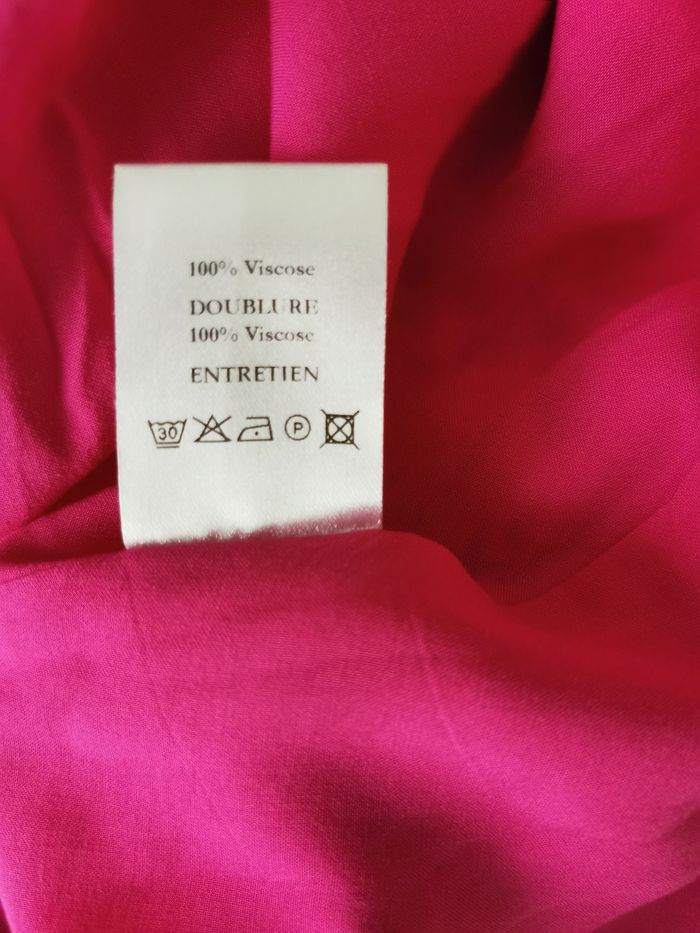 100% Viscose
DOUBLURE
100% Viscose
ENTRETIEN
30 P